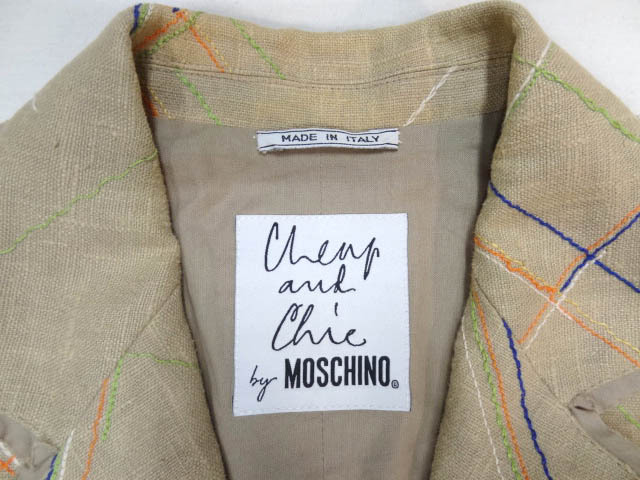 MADE IN ITALY
Cheap
and
Chic
by MOSCHINO®